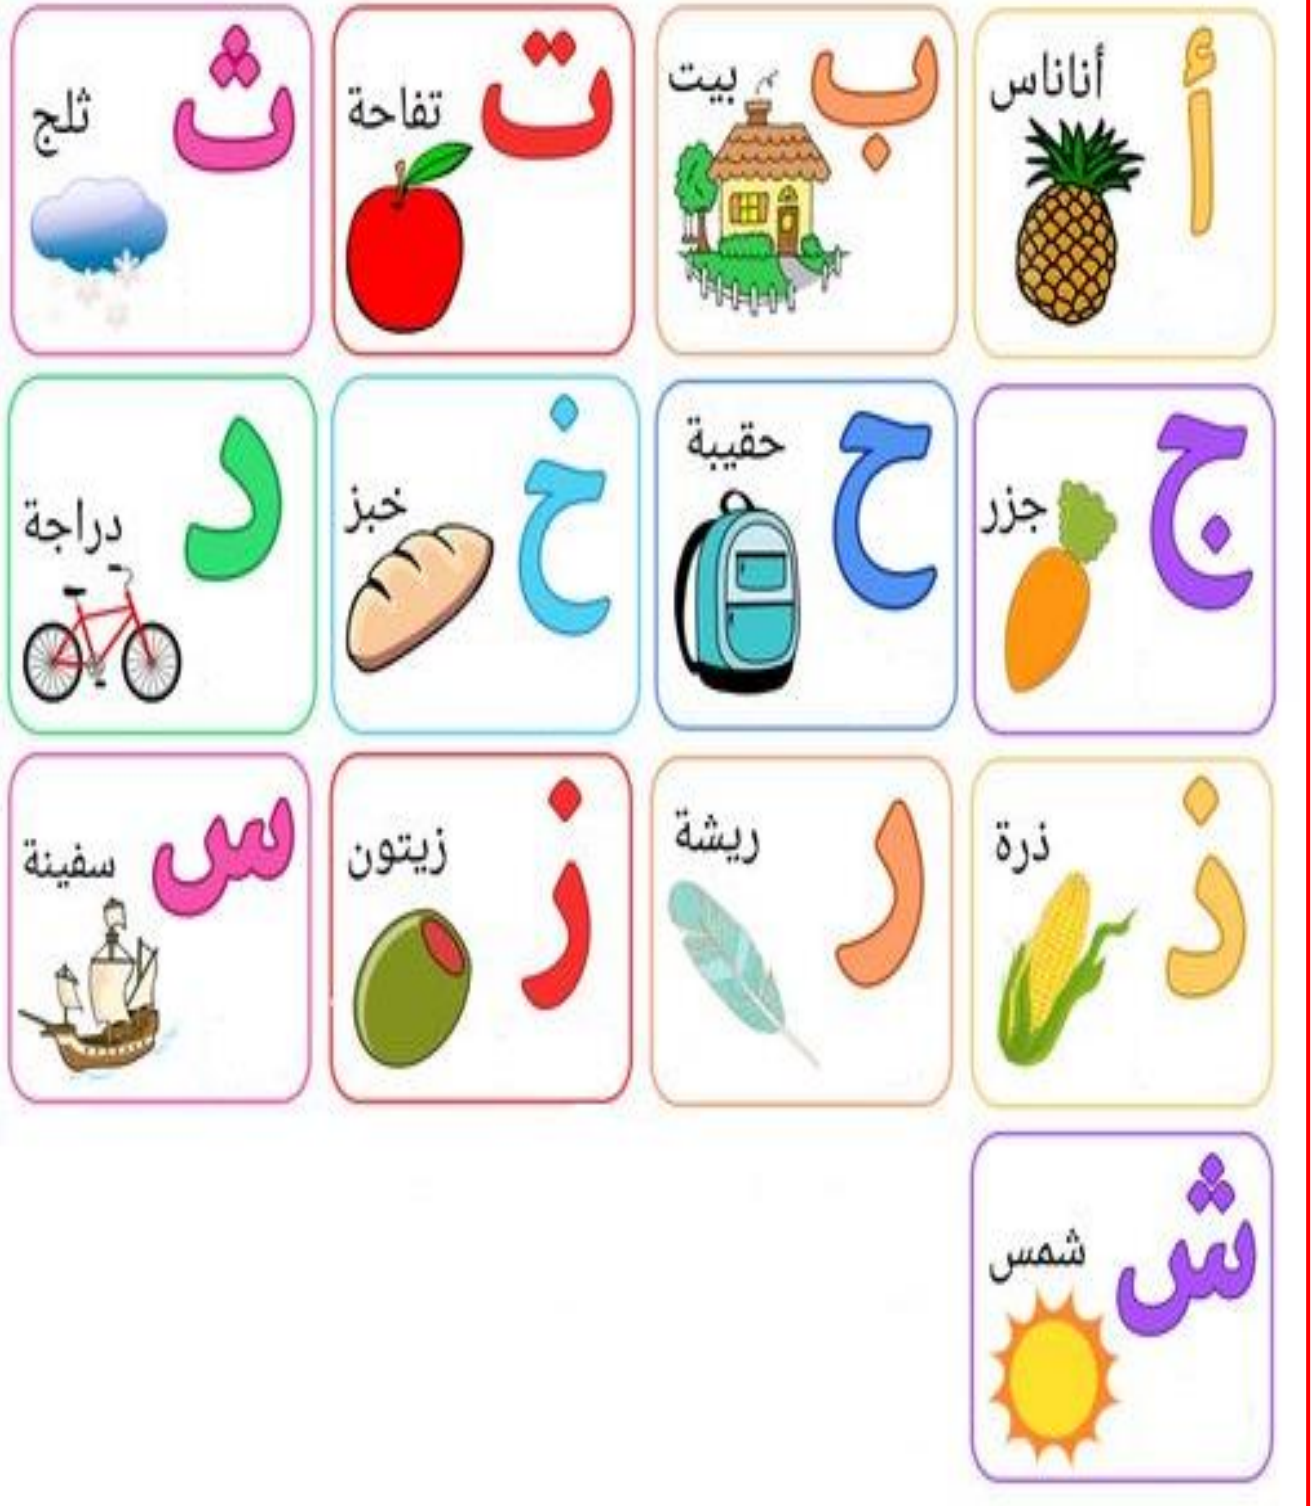 أ
أناناس
ب
بيت
ت
تفاحة
ث
ثلج
ج
جزر
ح
حقيبة
خ
خبز
د
دراجة
ذ
ذرة
ر
ريشة
ز
زيتون
س
سفينة
ش
شمس